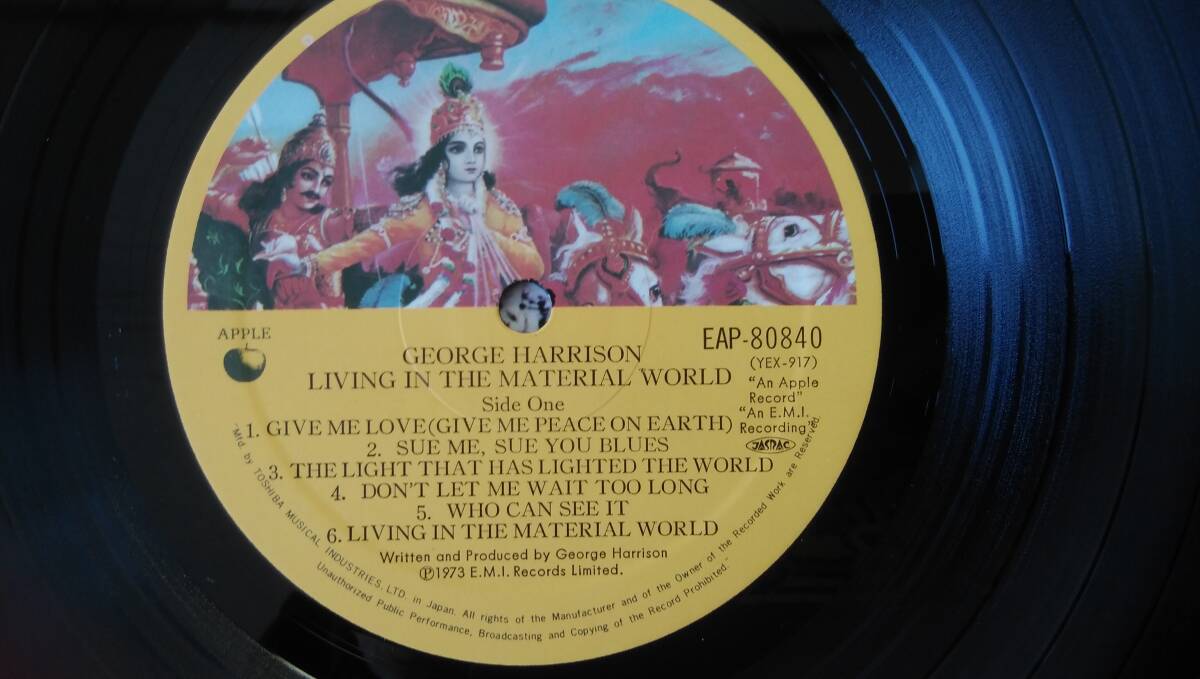 APPLE
EAP-80840
(YEX-917)
"An Apple
Record"
"An E.M.I.
Recording"
JASRAC
GEORGE HARRISON
LIVING IN THE MATERIAL WORLD
Side One
1. GIVE ME LOVE(GIVE ME PEACE ON EARTH)
2. SUE ME, SUE YOU BLUES
3. THE LIGHT THAT HAS LIGHTED THE WORLD
4. DON'T LET ME WAIT TOO LONG
5. WHO CAN SEE IT
6. LIVING IN THE MATERIAL WORLD
Written and Produced by George Harrison
℗1973 E.M.I. Records Limited.
"Mfd. by TOSHIBA MUSICAL INDUSTRIES, LTD. in Japan. All rights of the Manufacturer and of the Owner of the Recorded Work are Reserved.
Unauthorized Public Performance, Broadcasting and Copying of the Record Prohibited."